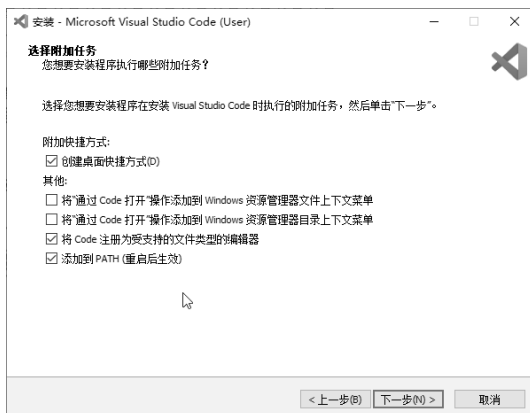 安装 - Microsoft Visual Studio Code (User)
选择附加任务
您想要安装程序执行哪些附加任务?
选择您想要安装程序在安装 Visual Studio Code 时执行的附加任务，然后单击“下一步”。
附加快捷方式:
创建桌面快捷方式(D)
其他:
将“通过 Code 打开”操作添加到 Windows 资源管理器文件上下文菜单
将“通过 Code 打开”操作添加到 Windows 资源管理器目录上下文菜单
将 Code 注册为受支持的文件类型的编辑器
添加到 PATH (重启后生效)
<上一步(B) 下一步(N) > 取消